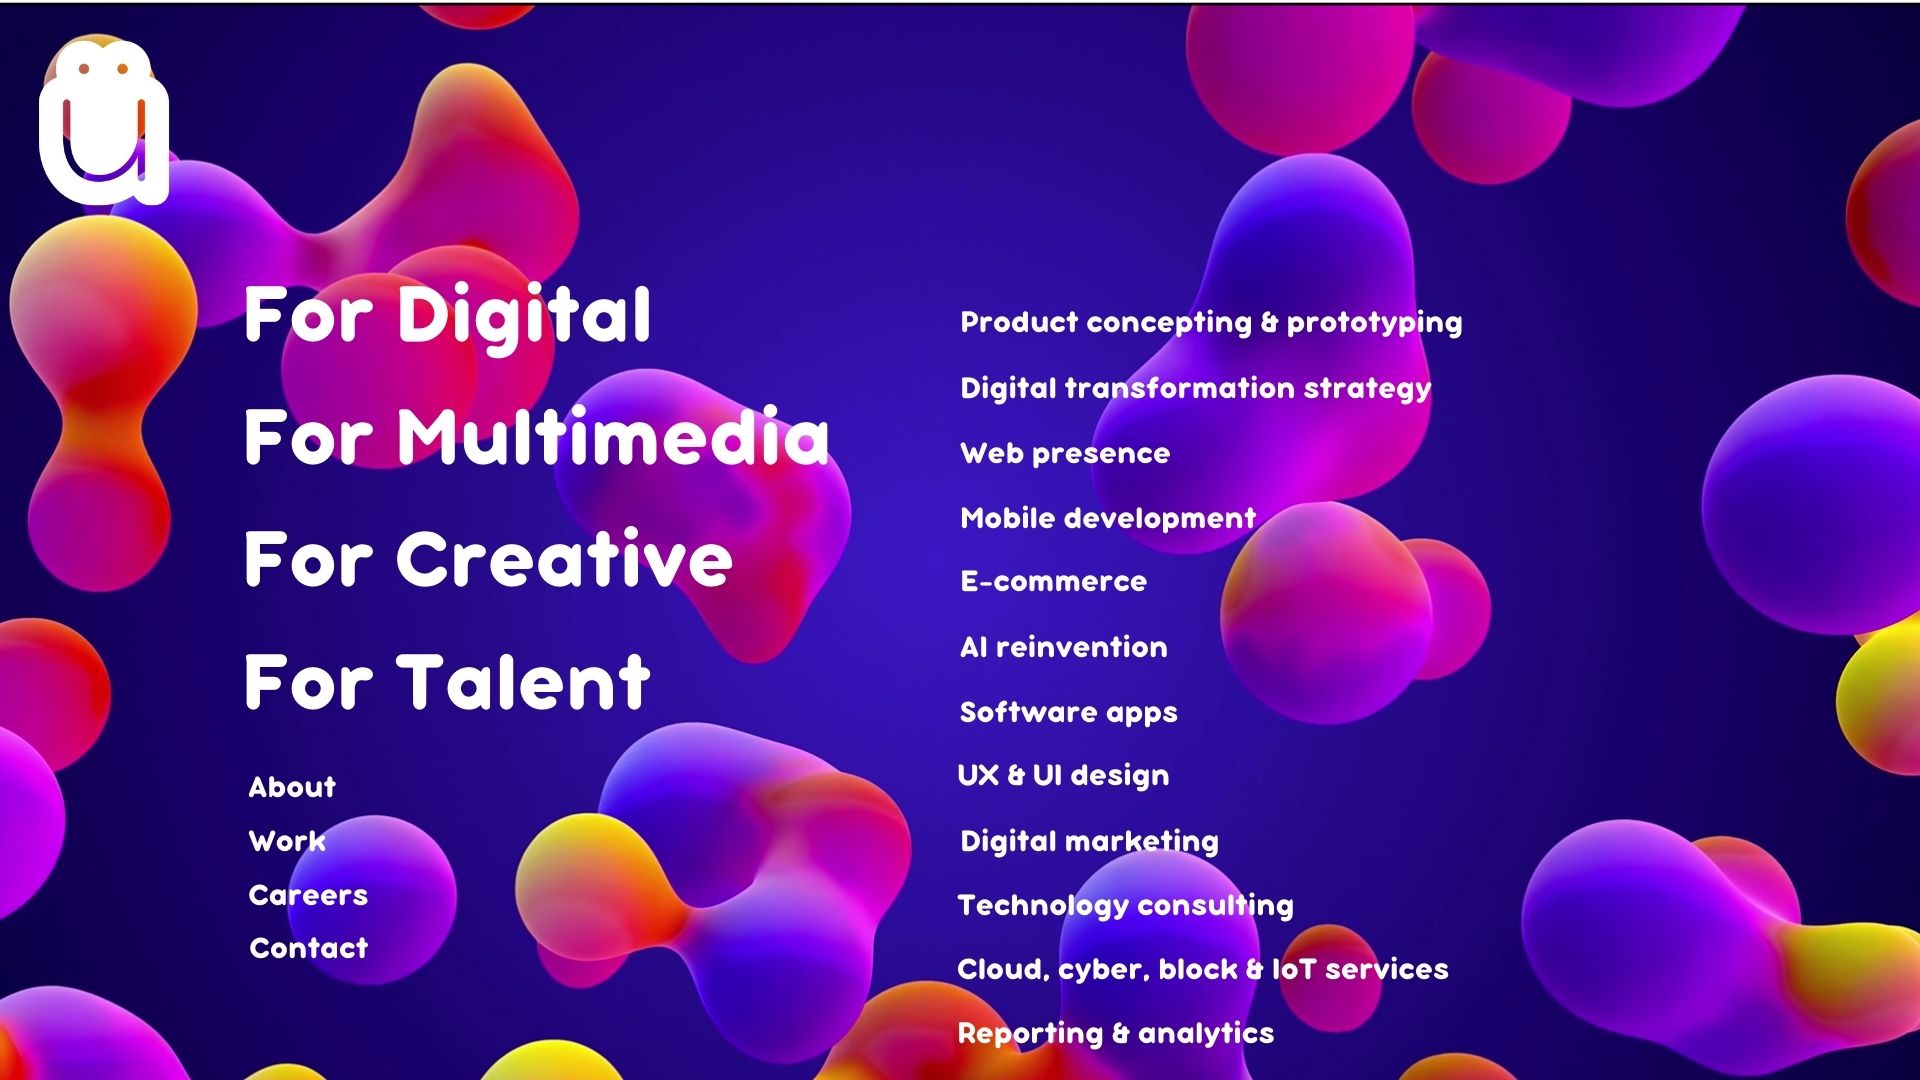 ü
For Digital
For Multimedia
For Creative
For Talent
About
Work
Careers
Contact
Product concepting & prototyping
Digital transformation strategy
Web presence
Mobile development
E-commerce
AI reinvention
Software apps
UX & UI design
Digital marketing
Technology consulting
Cloud, cyber, block & IoT services
Reporting & analytics